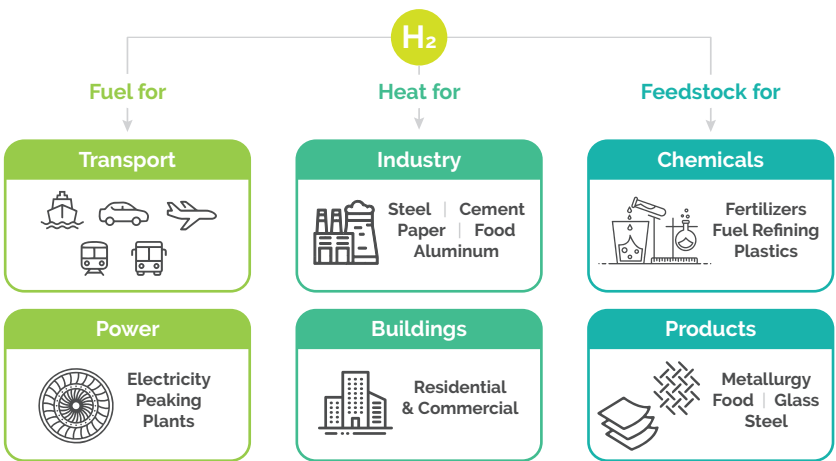 H₂
Fuel for
Heat for
Feedstock for
Transport
Industry
Steel | Cement
Paper | Food
Aluminum
Chemicals
Fertilizers
Fuel Refining
Plastics
Power
Electricity
Peaking
Plants
Buildings
Residential
& Commercial
Products
Metallurgy
Food | Glass
Steel